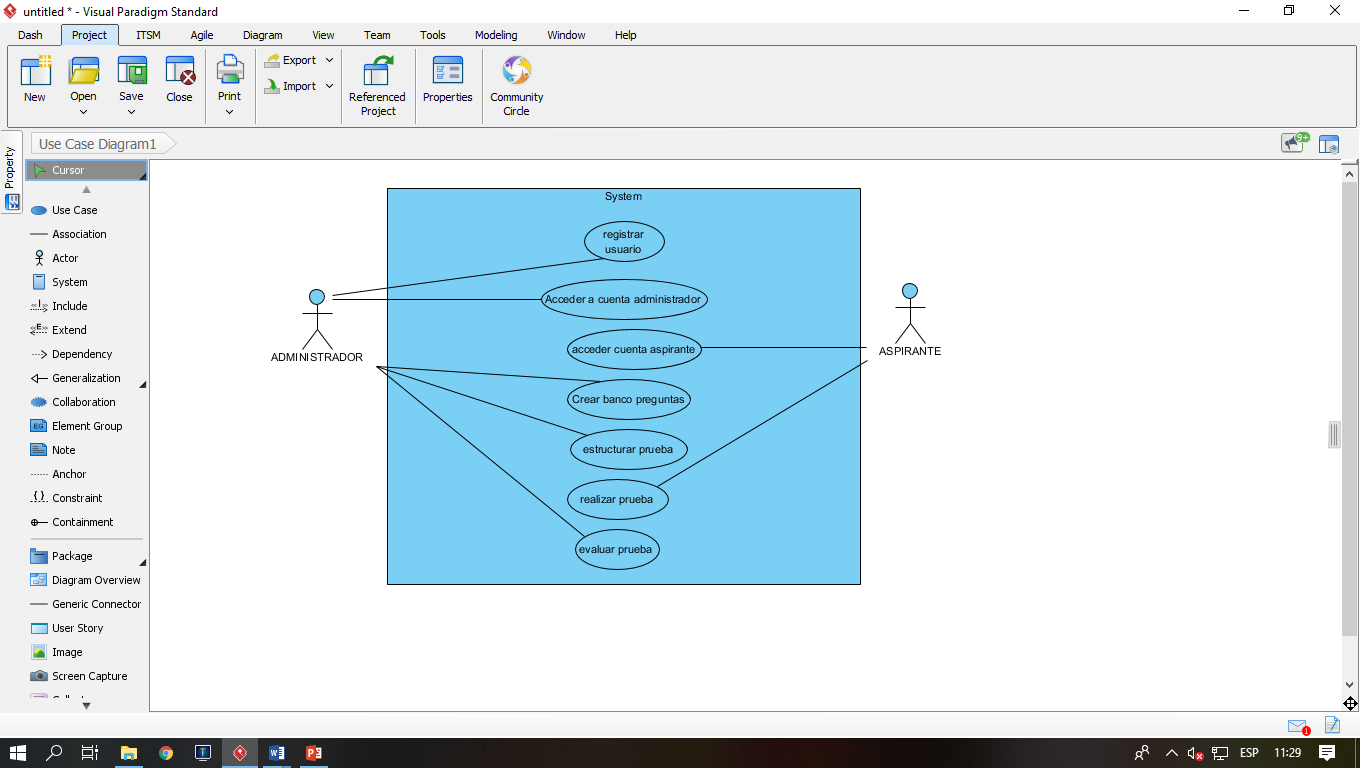 untitled * - Visual Paradigm Standard
Dash Project ITSM Agile Diagram View Team Tools Modeling Window Help
New Open Save Close Print Export Import Referenced Project Properties Community Circle
Use Case Diagram1
9+
Property
Cursor
Use Case
Association
Actor
System
Include
Extend
Dependency
Generalization
Collaboration
Element Group
Note
Anchor
Constraint
Containment
Package
Diagram Overview
Generic Connector
User Story
Image
Screen Capture
System
registrar
usuario
Acceder a cuenta administrador
acceder cuenta aspirante
Crear banco preguntas
estructurar prueba
realizar prueba
evaluar prueba
ADMINISTRADOR
ASPIRANTE
1
ESP 11:29